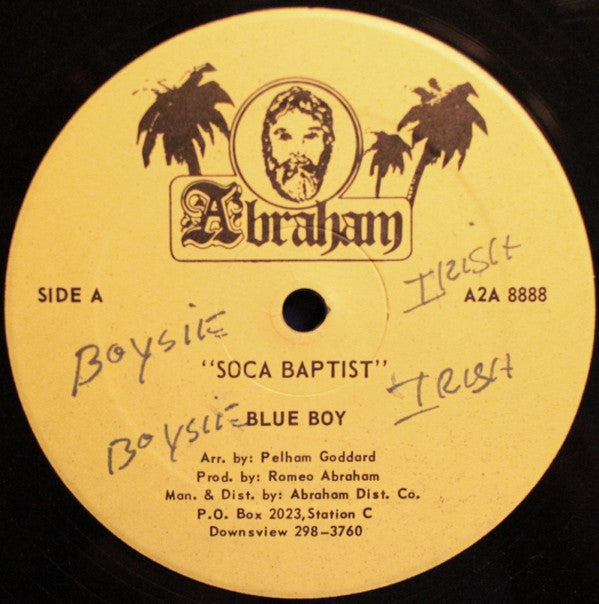 Abraham
SIDE A
A2A 8888
IRISH
BOYSIE
"SOCA BAPTIST"
IRISH
BOYSIE
BLUE BOY
Arr. by: Pelham Goddard
Prod. by: Romeo Abraham
Man. & Dist. by: Abraham Dist. Co.
P.O. Box 2023, Station C
Downsview 298-3760